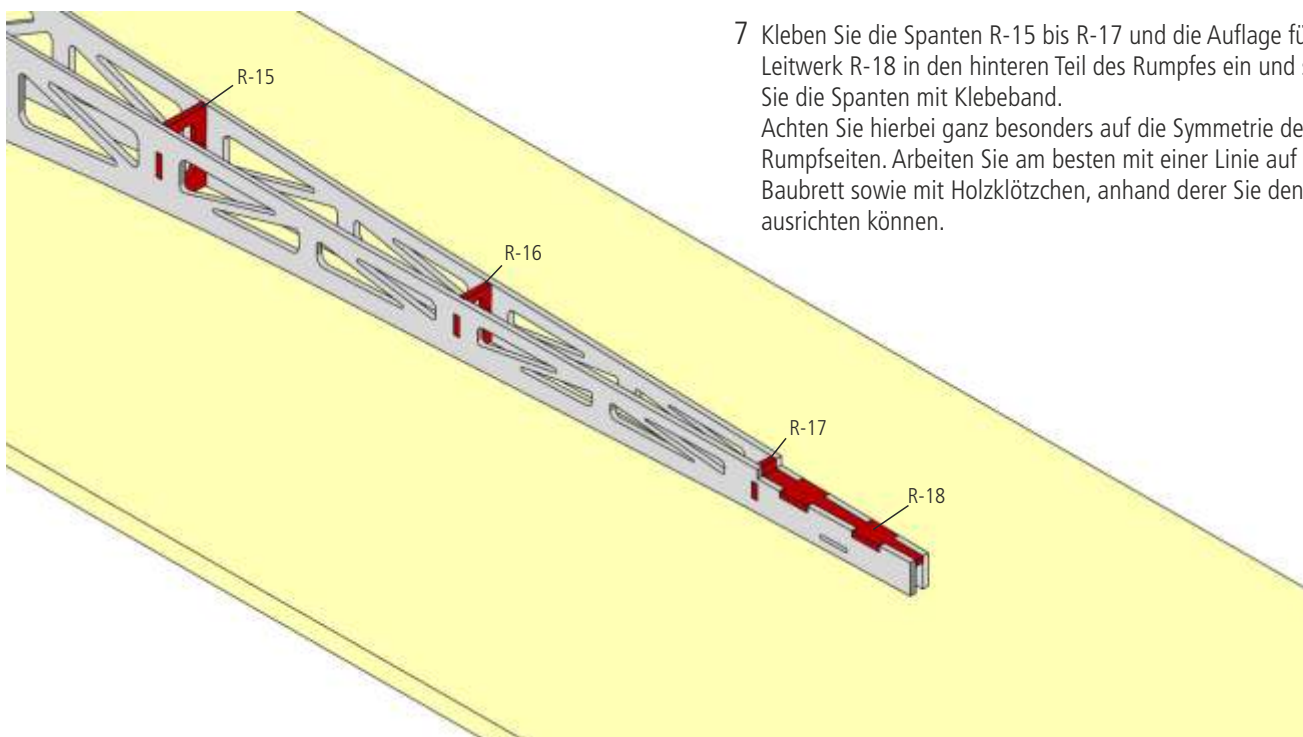 7 Kleben Sie die Spanten R-15 bis R-17 und die Auflage
Leitwerk R-18 in den hinteren Teil des Rumpfes ein und
Sie die Spanten mit Klebeband.
Achten Sie hierbei ganz besonders auf die Symmetrie
Rumpfseiten. Arbeiten Sie am besten mit einer Linie auf
Baubrett sowie mit Holzklötzchen, anhand derer Sie den
ausrichten können.
R-15
R-16
R-17
R-18